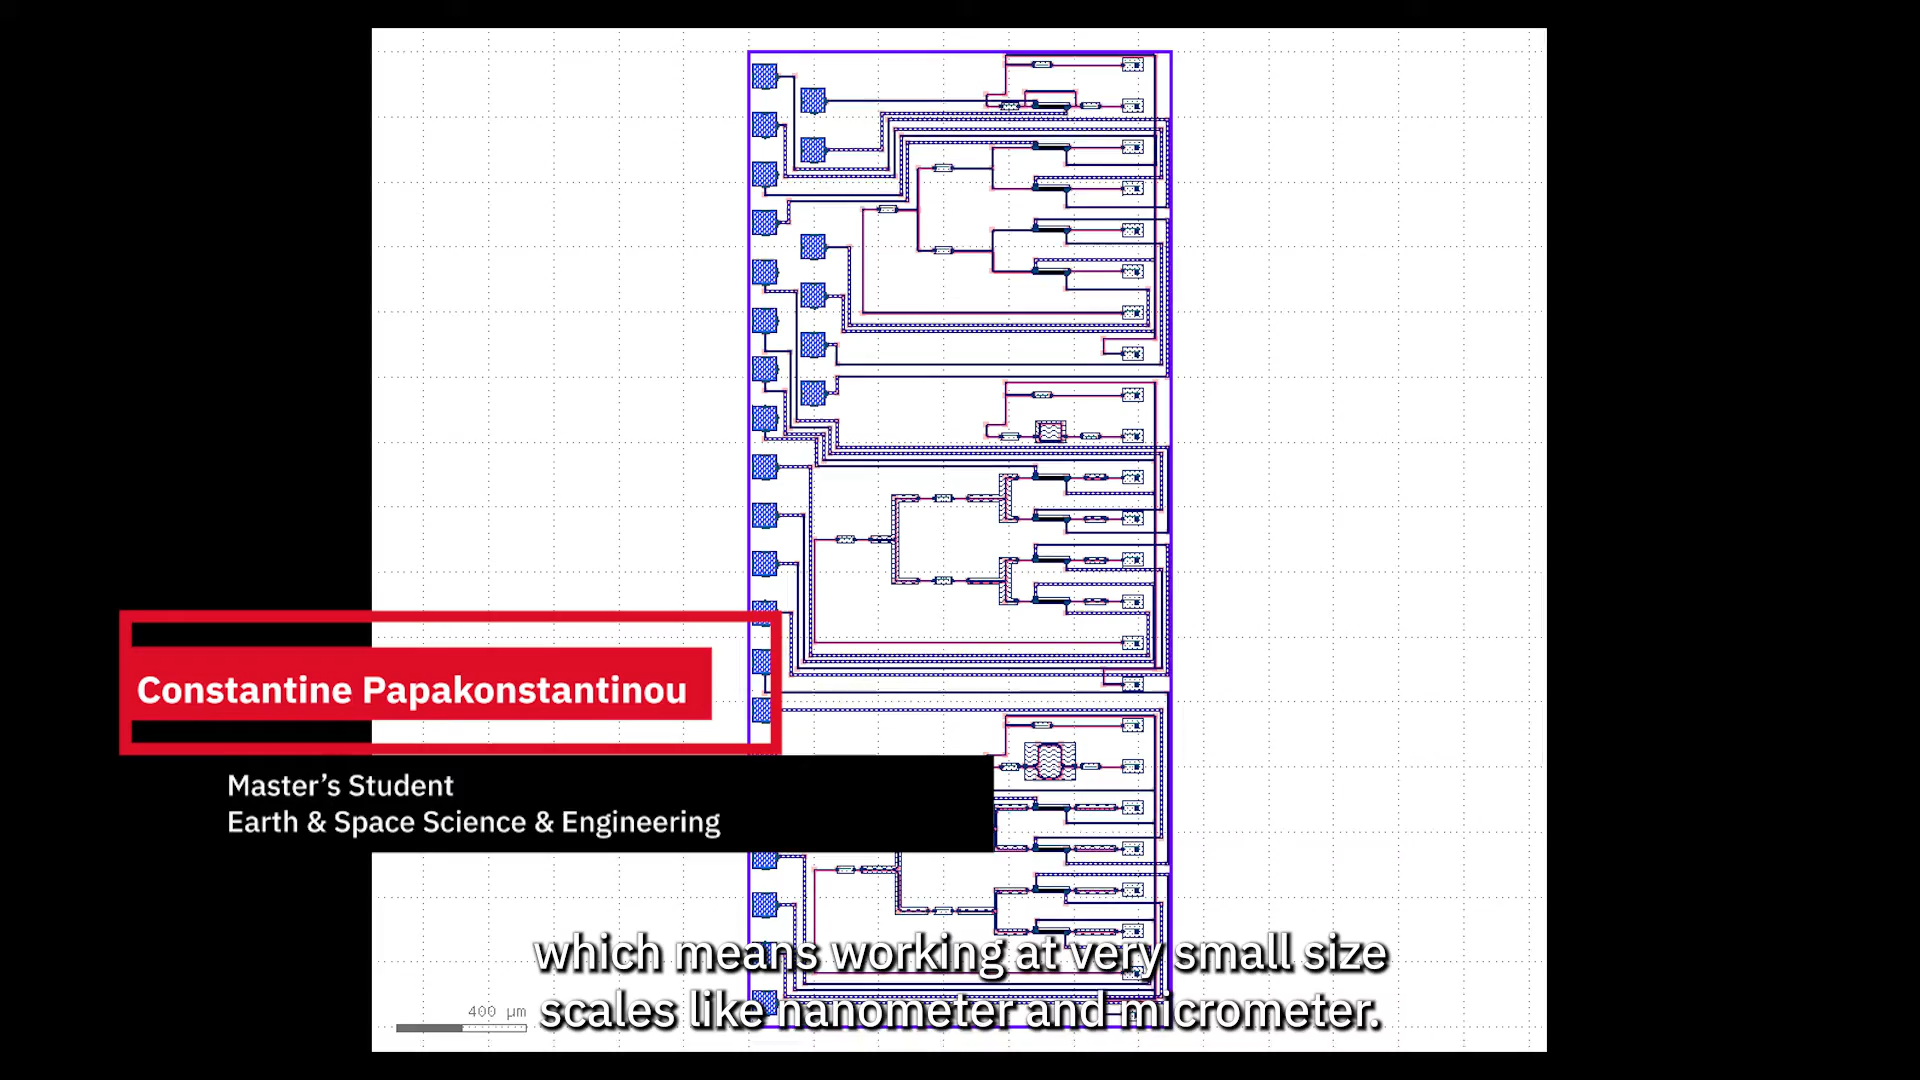 Constantine Papakonstantinou
Master’s Student
Earth & Space Science & Engineering
which means working at very small size
scales like nanometer and micrometer.
400 µm